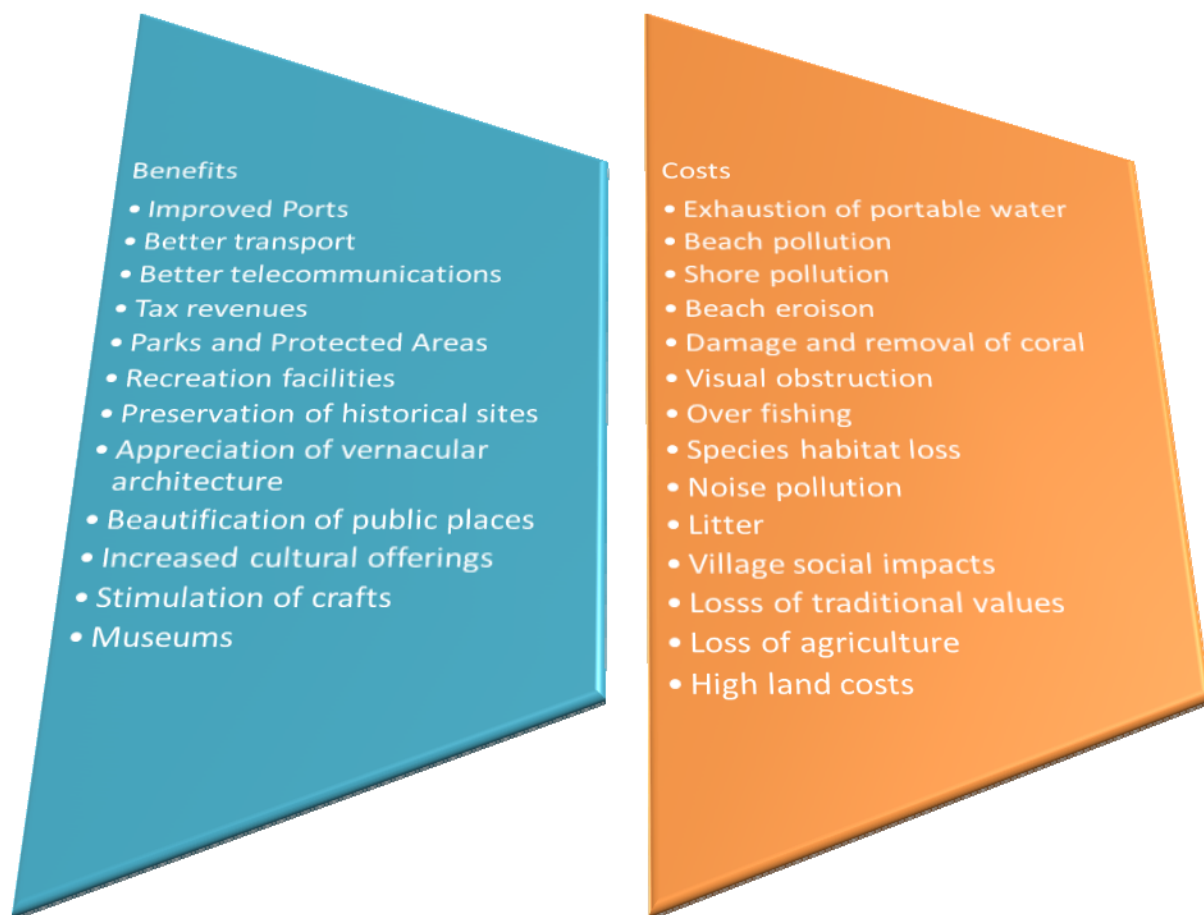 Benefits
• Improved Ports
• Better transport
• Better telecommunications
• Tax revenues
• Parks and Protected Areas
• Recreation facilities
• Preservation of historical sites
• Appreciation of vernacular
architecture
• Beautification of public places
• Increased cultural offerings
• Stimulation of crafts
• Museums
Costs
• Exhaustion of portable water
• Beach pollution
• Shore pollution
• Beach eroison
• Damage and removal of coral
• Visual obstruction
• Over fishing
• Species habitat loss
• Noise pollution
• Litter
• Village social impacts
• Losss of traditional values
• Loss of agriculture
• High land costs